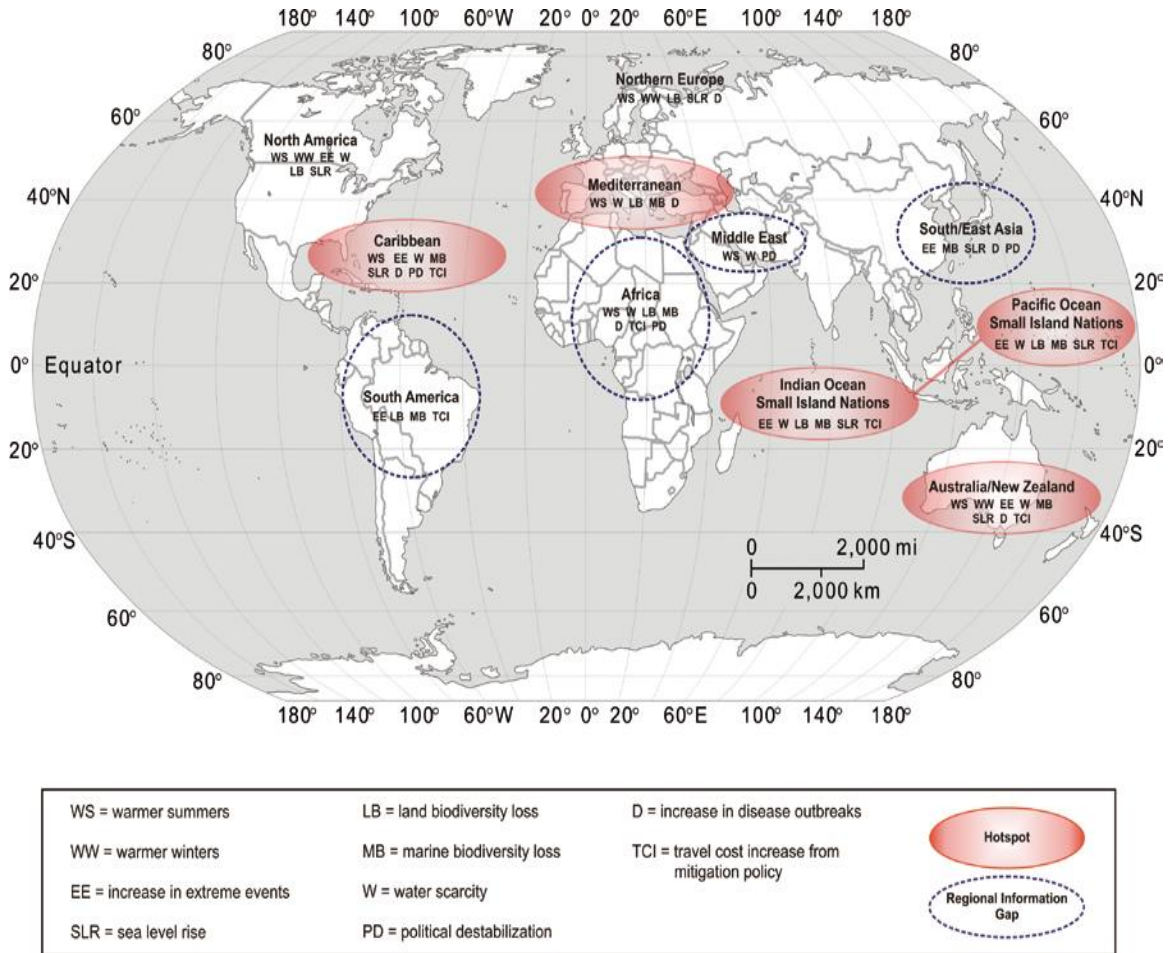 180° 140° 100° 60°W 20° 0° 20° 60°E 100° 140° 180°
80° 80°
Northern Europe
WS WW LB SLR D
60° 60°
North America
WS WW EE W
LB SLR
40°N 40°N
Mediterranean
WS W LB MB D
South/East Asia
EE MB SLR D PD
Middle East
WS W PD
Caribbean
WS EE W MB
SLR D PD TCI
20° 20°
Africa
WS W LB MB
D TCI PD
Pacific Ocean
Small Island Nations
EE W LB MB SLR TCI
Equator 0° 0°
Indian Ocean
Small Island Nations
EE W LB MB SLR TCI
South America
EE LB MB TCI
20° 20°
Australia/New Zealand
WS WW EE W MB
SLR D TCI
40°S 40°S
0 2,000 mi
0 2,000 km
60° 60°
80° 80°
180° 140° 100° 60°W 20° 0° 20° 60°E 100° 140° 180°
WS = warmer summers
WW = warmer winters
EE = increase in extreme events
SLR = sea level rise
LB = land biodiversity loss
MB = marine biodiversity loss
W = water scarcity
PD = political destabilization
D = increase in disease outbreaks
TCI = travel cost increase from
mitigation policy
Hotspot
Regional Information
Gap